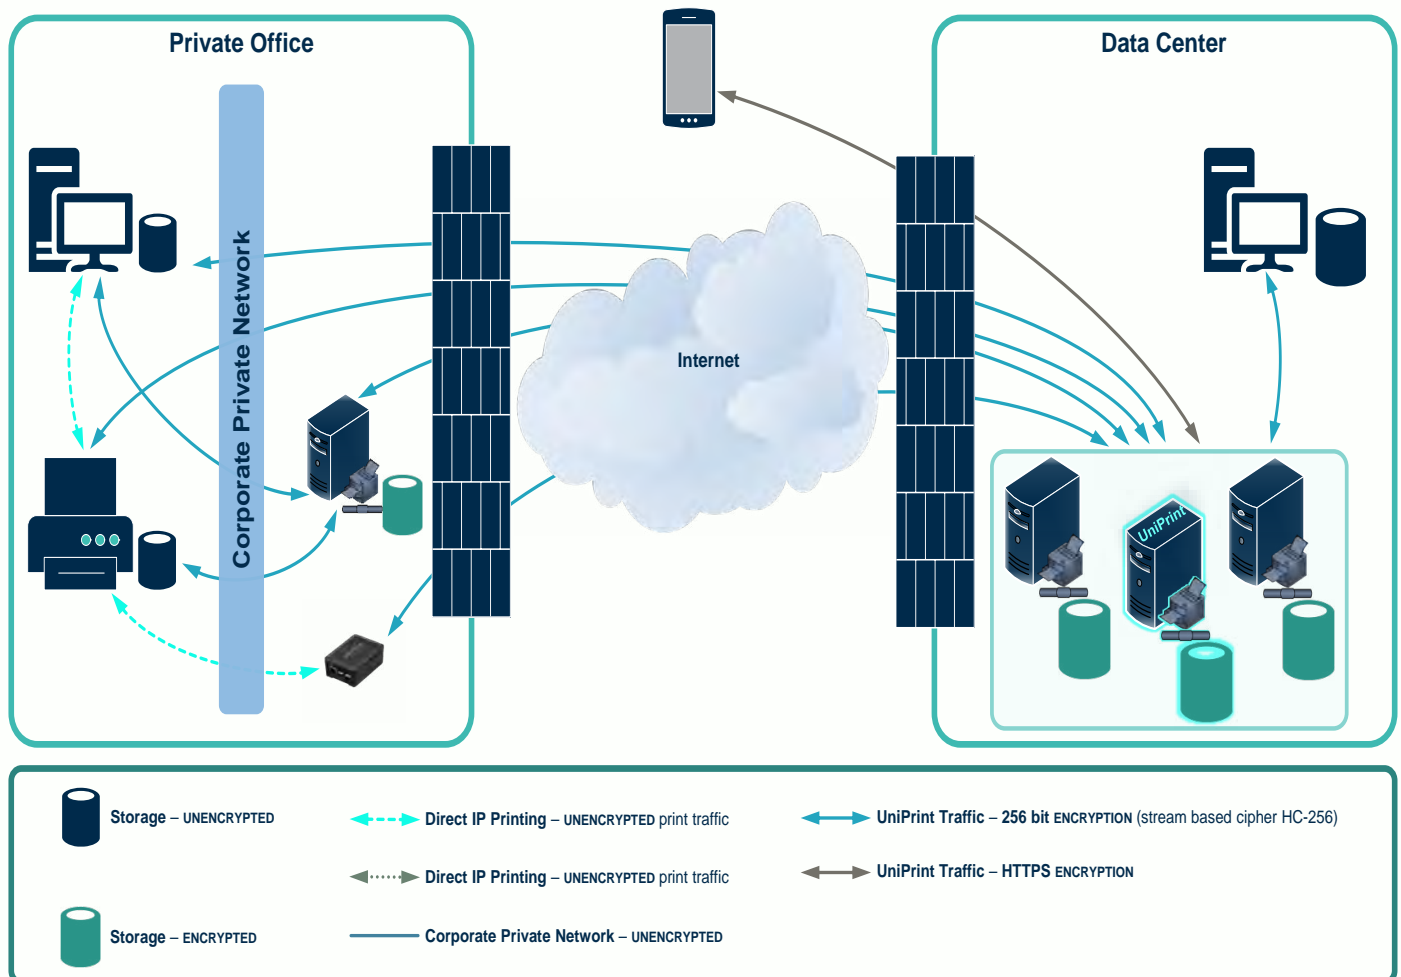 Private Office
Data Center
Corporate Private Network
Internet
UniPrint
Storage – UNENCRYPTED
Direct IP Printing – UNENCRYPTED print traffic
UniPrint Traffic – 256 bit ENCRYPTION (stream based cipher HC-256)
Direct IP Printing – UNENCRYPTED print traffic
UniPrint Traffic – HTTPS ENCRYPTION
Storage – ENCRYPTED
Corporate Private Network – UNENCRYPTED